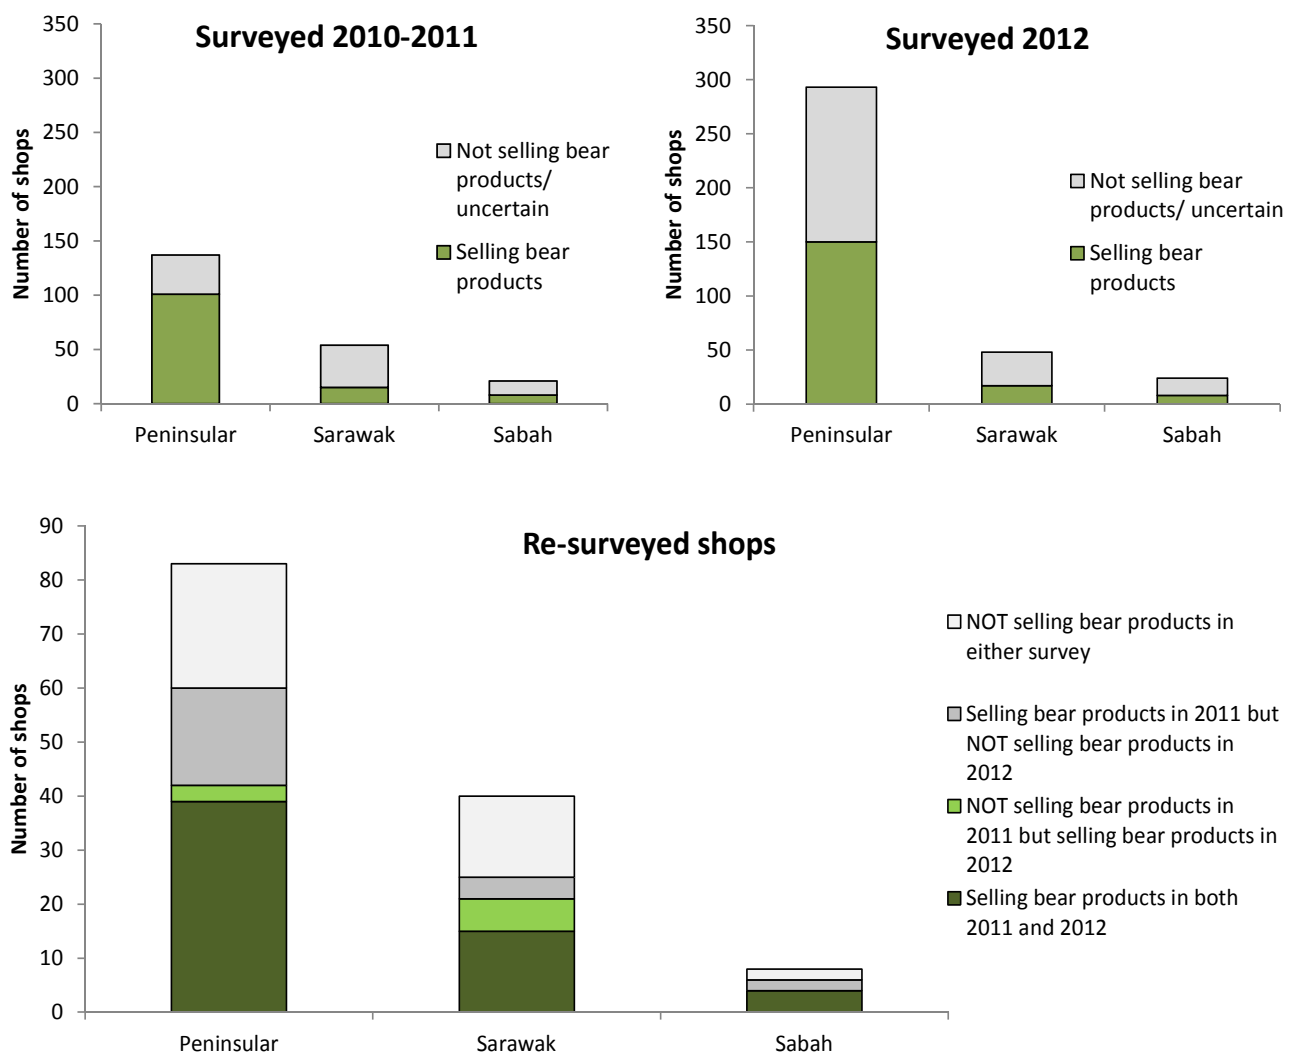 Surveyed 2010-2011
Number of shops
350
300
250
200
150
100
50
0
Not selling bear
products/
uncertain
Selling bear
products
Peninsular
Sarawak
Sabah
Surveyed 2012
Number of shops
350
300
250
200
150
100
50
0
Not selling bear
products/ uncertain
Selling bear
products
Peninsular
Sarawak
Sabah
Re-surveyed shops
Number of shops
90
80
70
60
50
40
30
20
10
0
NOT selling bear products in
either survey
Selling bear products in 2011 but
NOT selling bear products in
2012
NOT selling bear products in
2011 but selling bear products in
2012
Selling bear products in both
2011 and 2012
Peninsular
Sarawak
Sabah